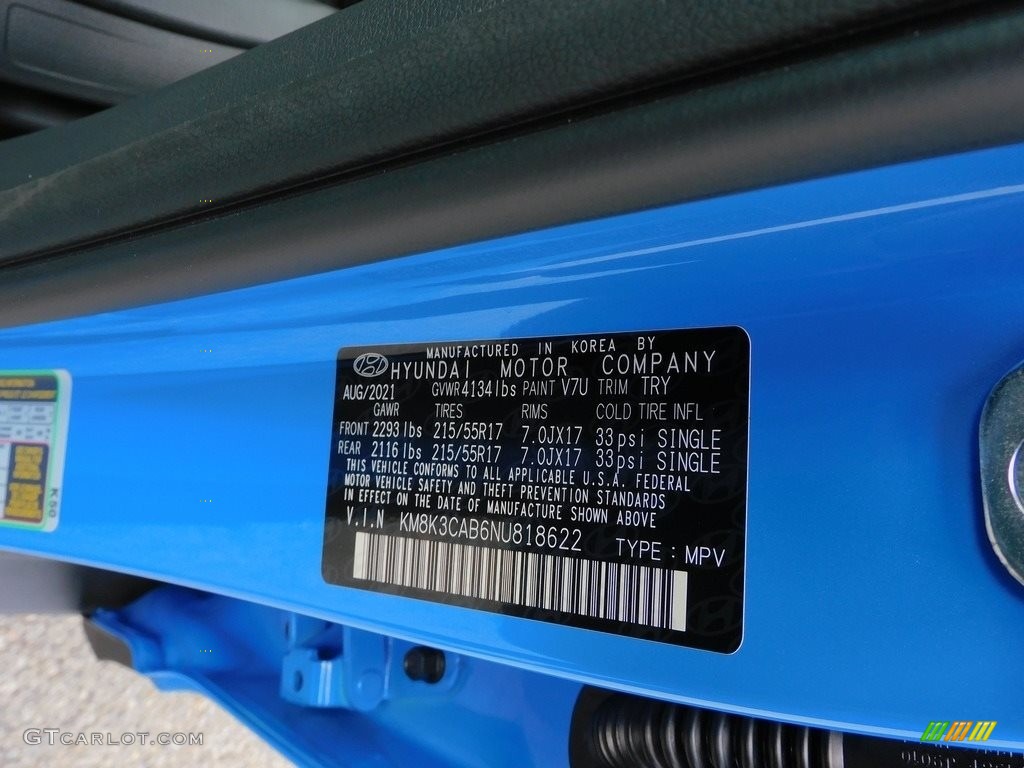 MANUFACTURED IN KOREA BY
HYUNDAI MOTOR COMPANY
AUG/2021 GVWR 4134 lbs PAINT V7U TRIM TRY
GAWR TIRES RIMS COLD TIRE INFL
FRONT 2293 lbs 215/55R17 7.0JX17 33psi SINGLE
REAR 2116 lbs 215/55R17 7.0JX17 33psi SINGLE
THIS VEHICLE CONFORMS TO ALL APPLICABLE U.S.A. FEDERAL
MOTOR VEHICLE SAFETY AND THEFT PREVENTION STANDARDS
IN EFFECT ON THE DATE OF MANUFACTURE SHOWN ABOVE
V.I.N KM8K3CAB6NU818622 TYPE : MPV
K50
GTCARLOT.COM